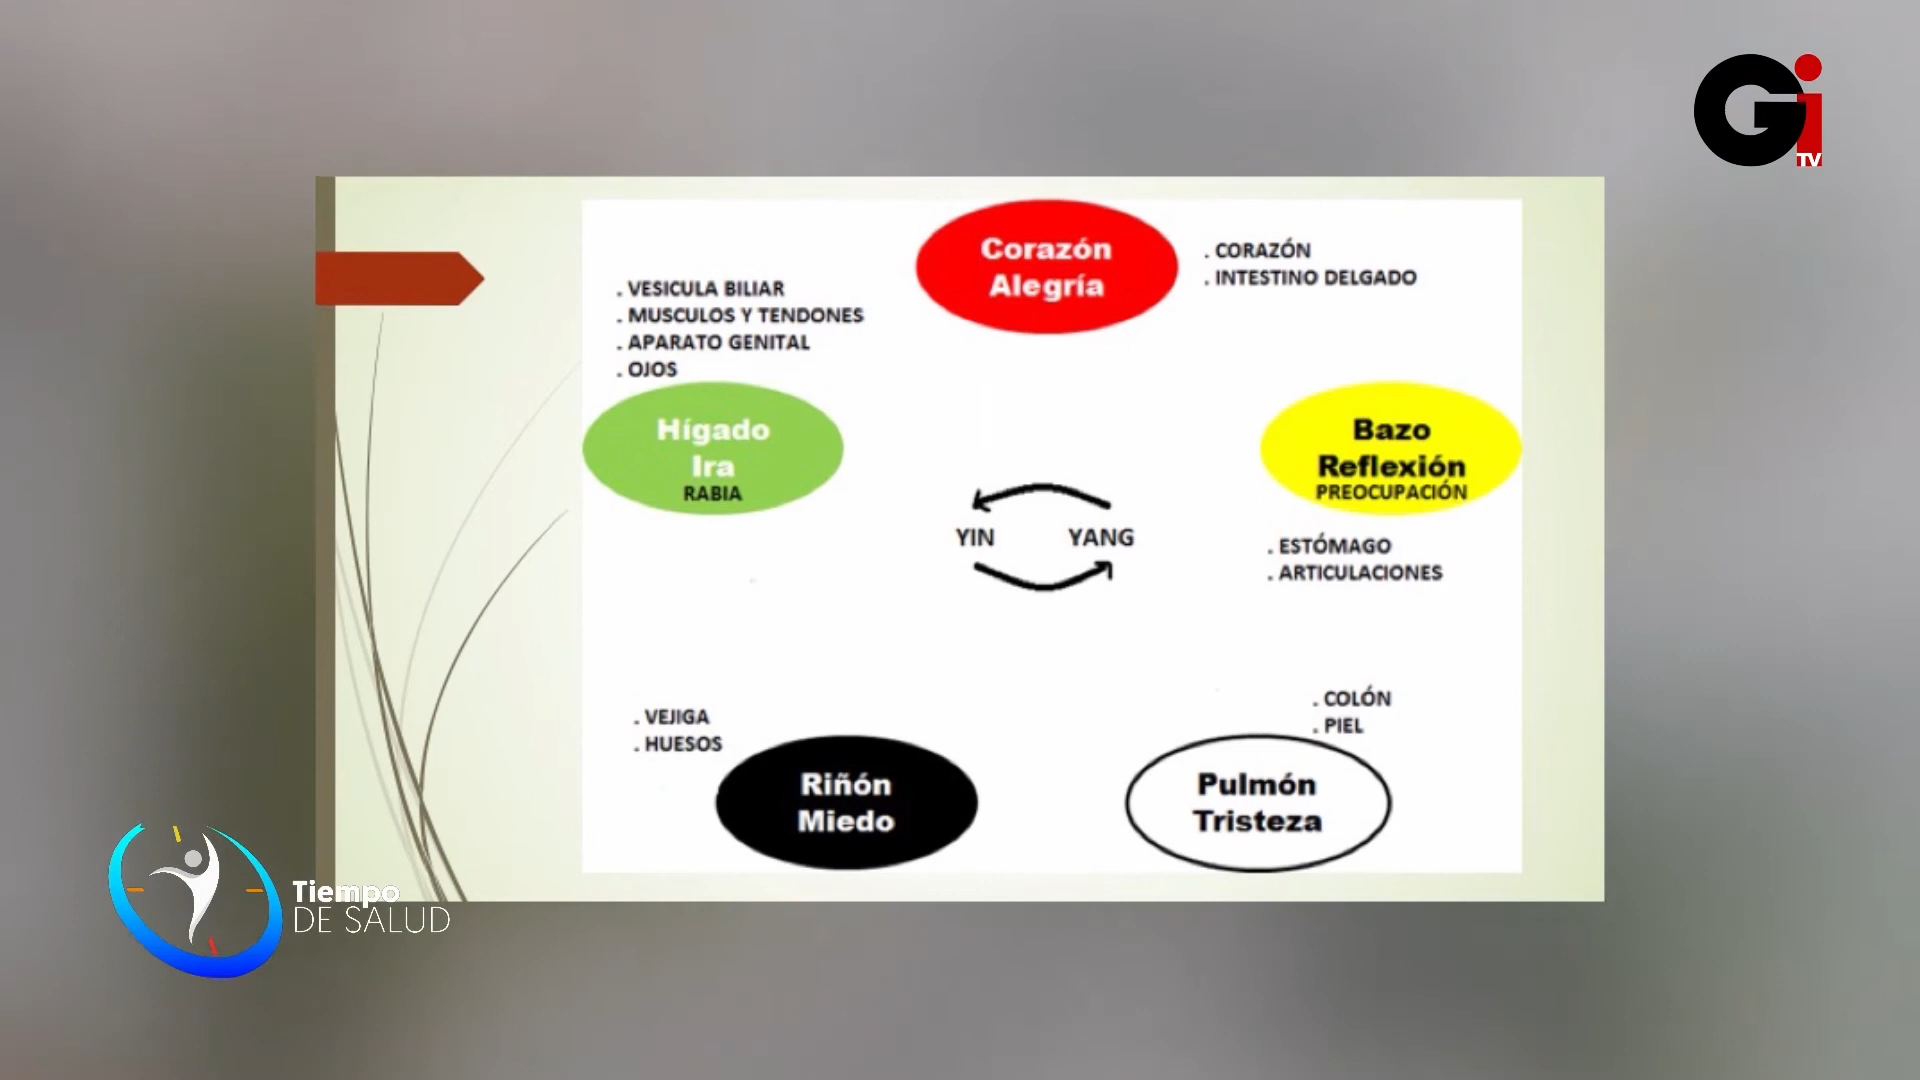 Gi
TV
Corazón
Alegría
. CORAZÓN
. INTESTINO DELGADO
. VESICULA BILIAR
. MUSCULOS Y TENDONES
. APARATO GENITAL
. OJOS
Hígado
Ira
RABIA
Bazo
Reflexión
PREOCUPACIÓN
YIN YANG
. ESTÓMAGO
. ARTICULACIONES
. VEJIGA
. HUESOS
. COLÓN
. PIEL
Riñón
Miedo
Pulmón
Tristeza
Tiempo
DE SALUD